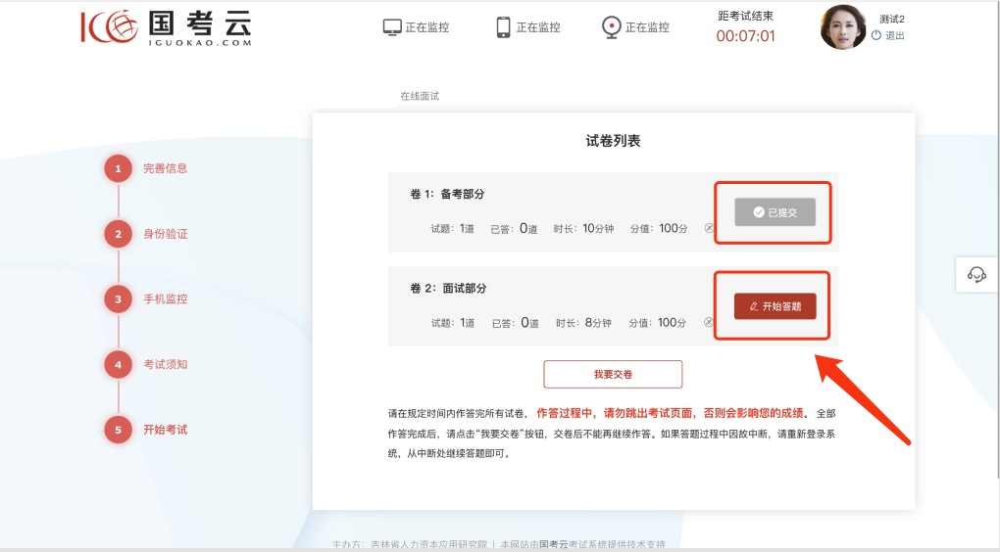 国考云
IGUOKAO.COM
正在监控
正在监控
正在监控
距考试结束
00:07:01
测试2
退出
在线面试
试卷列表
1 完善信息
2 身份验证
3 手机监控
4 考试须知
5 开始考试
卷 1：备考部分
试题：1道 已答：0道 时长：10分钟 分值：100分
已提交
卷 2：面试部分
试题：1道 已答：0道 时长：8分钟 分值：100分
开始答题
我要交卷
请在规定时间内作答完所有试卷， 作答过程中，请勿跳出考试页面，否则会影响您的成绩。 全部
作答完成后，请点击“我要交卷”按钮，交卷后不能再继续作答。如果答题过程中因故中断，请重新登录系
统，从中断处继续答题即可。
主办方：吉林省人力资本应用研究院 | 本网站由国考云考试系统提供技术支持